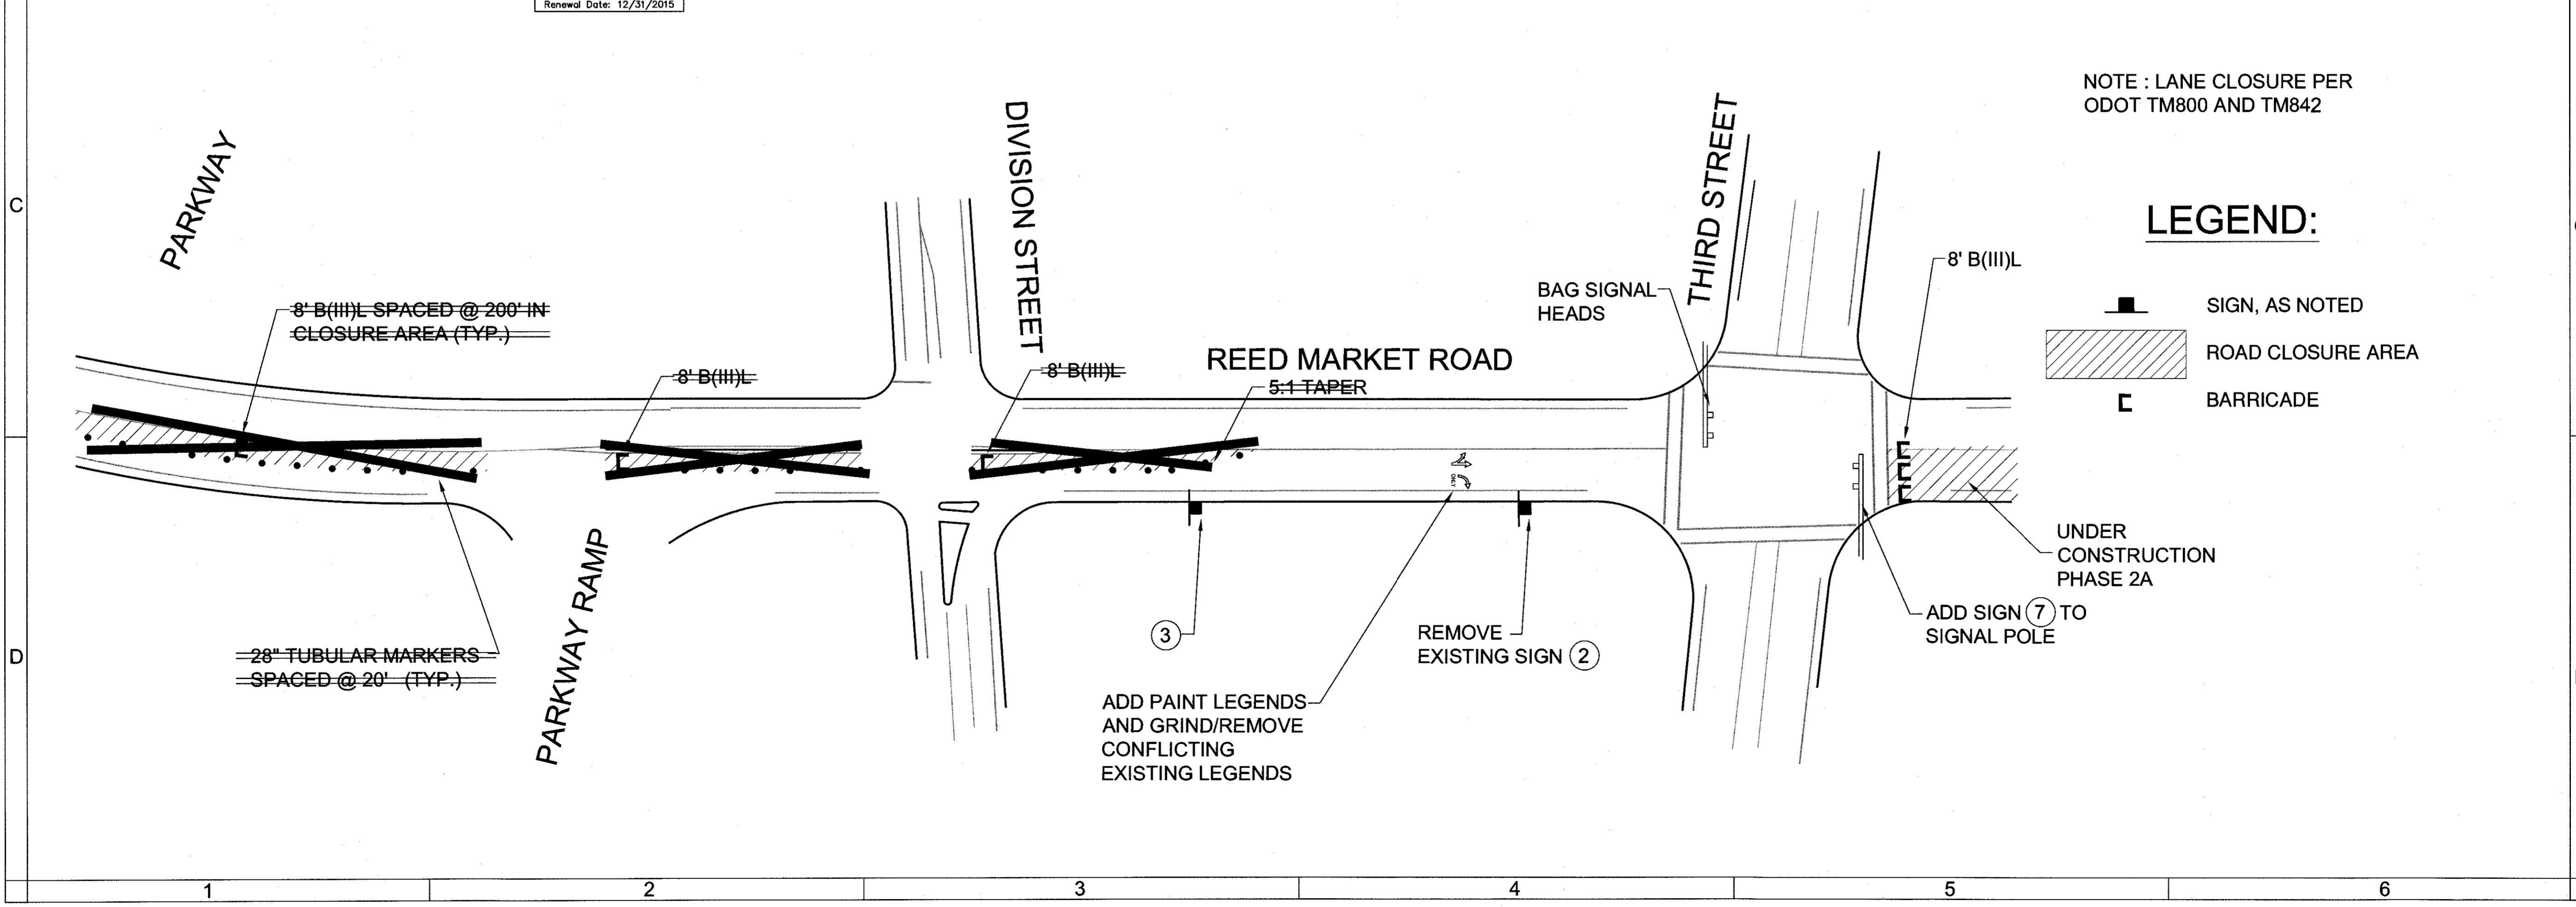 Renewal Date: 12/31/2015
NOTE : LANE CLOSURE PER
ODOT TM800 AND TM842
PARKWAY
DIVISION STREET
THIRD STREET
C
LEGEND:
8' B(III)L
8' B(III)L SPACED @ 200' IN
CLOSURE AREA (TYP.)
BAG SIGNAL
HEADS
SIGN, AS NOTED
REED MARKET ROAD
ROAD CLOSURE AREA
8' B(III)L
8' B(III)L
5:1 TAPER
BARRICADE
ONLY
UNDER
CONSTRUCTION
PHASE 2A
ADD SIGN 7 TO
SIGNAL POLE
3
REMOVE
EXISTING SIGN 2
D
28" TUBULAR MARKERS
SPACED @ 20' (TYP.)
PARKWAY RAMP
ADD PAINT LEGENDS
AND GRIND/REMOVE
CONFLICTING
EXISTING LEGENDS
1 2 3 4 5 6